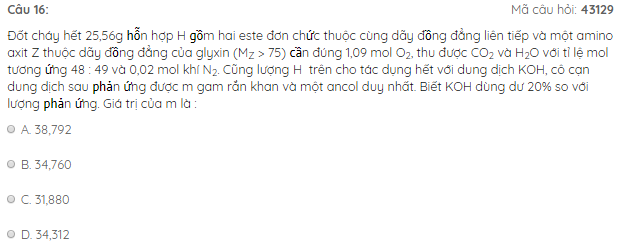 Câu 16: Mã câu hỏi: 43129
Đốt cháy hết 25,56g hỗn hợp H gồm hai este đơn chức thuộc cùng dãy đồng đẳng liên tiếp và một amino
axit Z thuộc dãy đồng đẳng của glyxin (MZ > 75) cần đúng 1,09 mol O2, thu được CO2 và H2O với tỉ lệ mol
tương ứng 48 : 49 và 0,02 mol khí N2. Cũng lượng H trên cho tác dụng hết với dung dịch KOH, cô cạn
dung dịch sau phản ứng được m gam rắn khan và một ancol duy nhất. Biết KOH dùng dư 20% so với
lượng phản ứng. Giá trị của m là :
A. 38,792
B. 34,760
C. 31,880
D. 34,312